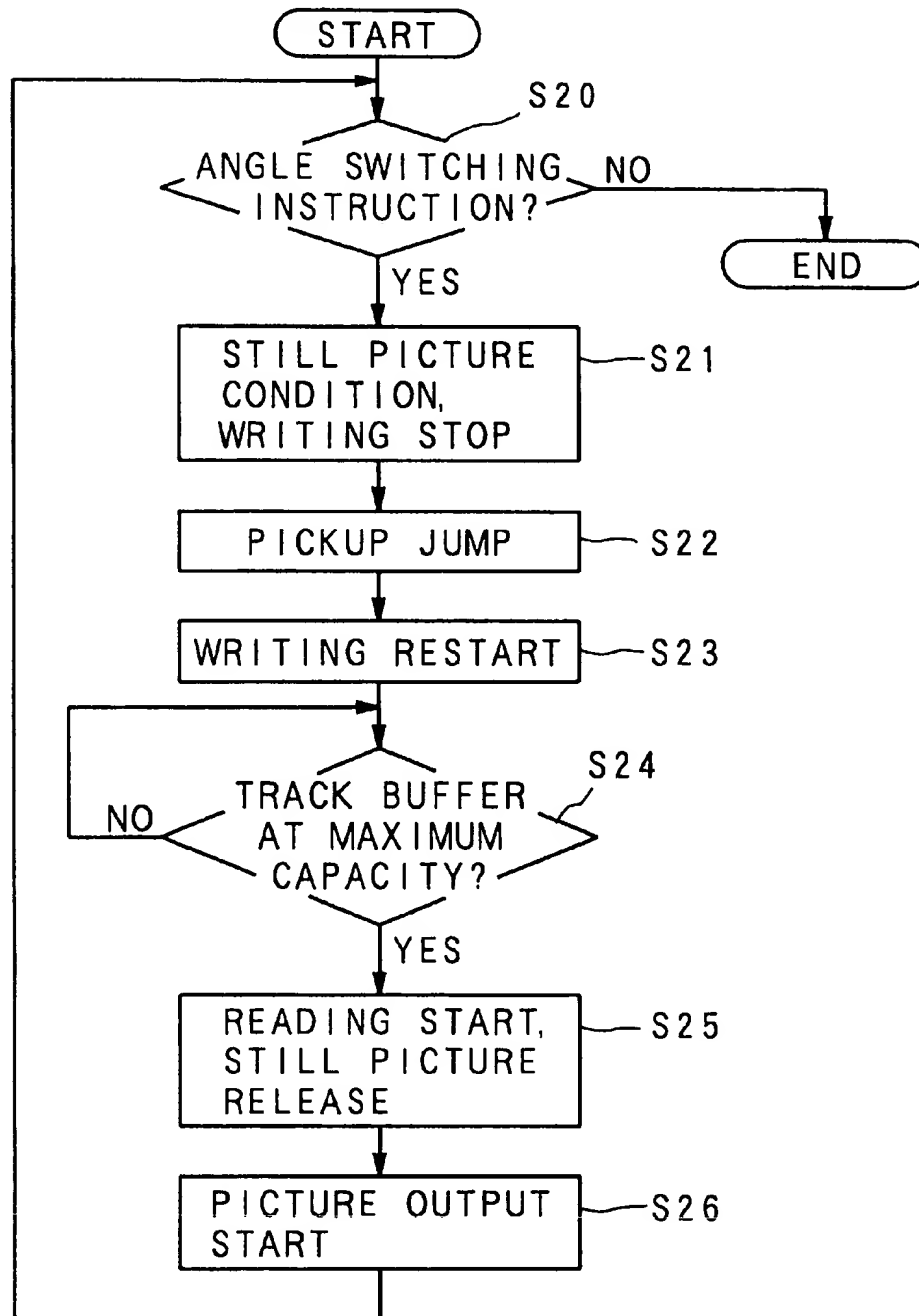 START
S20
ANGLE SWITCHING
INSTRUCTION?
NO
END
YES
STILL PICTURE
CONDITION,
WRITING STOP
S21
PICKUP JUMP
S22
WRITING RESTART
S23
S24
TRACK BUFFER
AT MAXIMUM
CAPACITY?
NO
YES
READING START,
STILL PICTURE
RELEASE
S25
PICTURE OUTPUT
START
S26